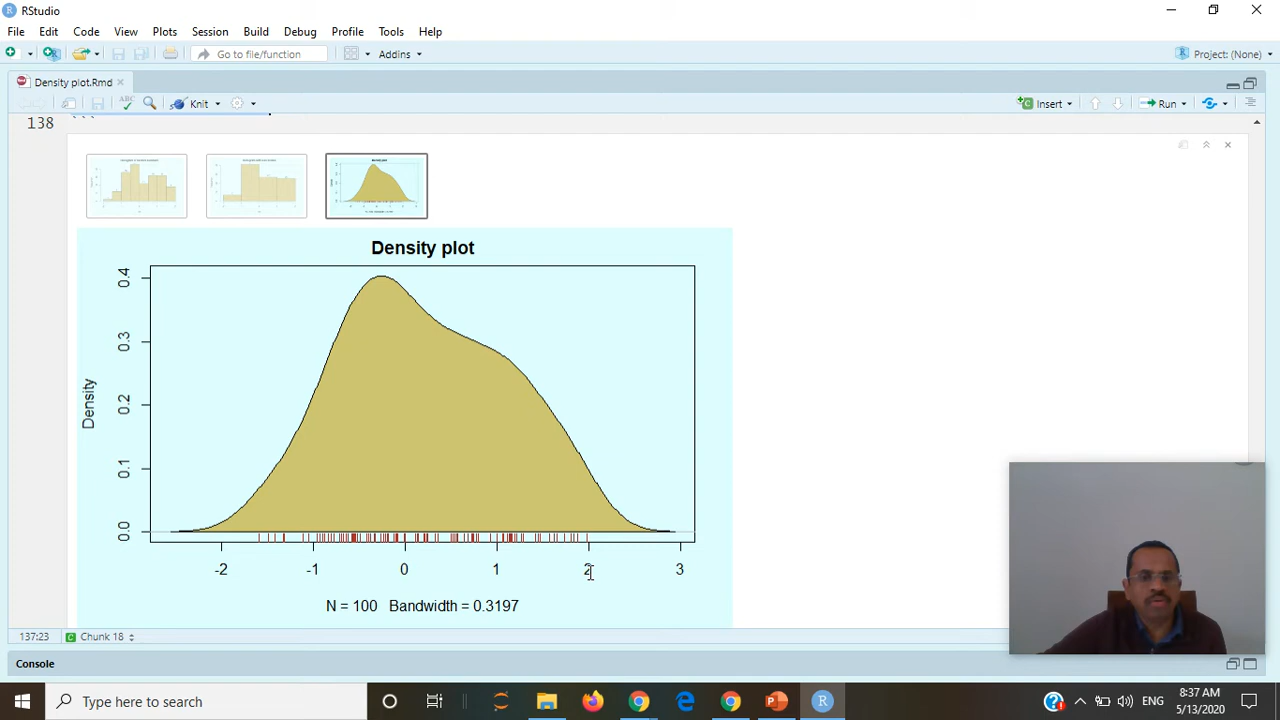 RStudio
File Edit Code View Plots Session Build Debug Profile Tools Help
Go to file/function Addins Project: (None)
Density plot.Rmd
ABC Knit Insert Run
138 ```
Density plot
Density
0.4
0.3
0.2
0.1
0.0
-2 -1 0 1 2 3
N = 100 Bandwidth = 0.3197
137:23 Chunk 18
Console
Type here to search ENG 8:37 AM
5/13/2020